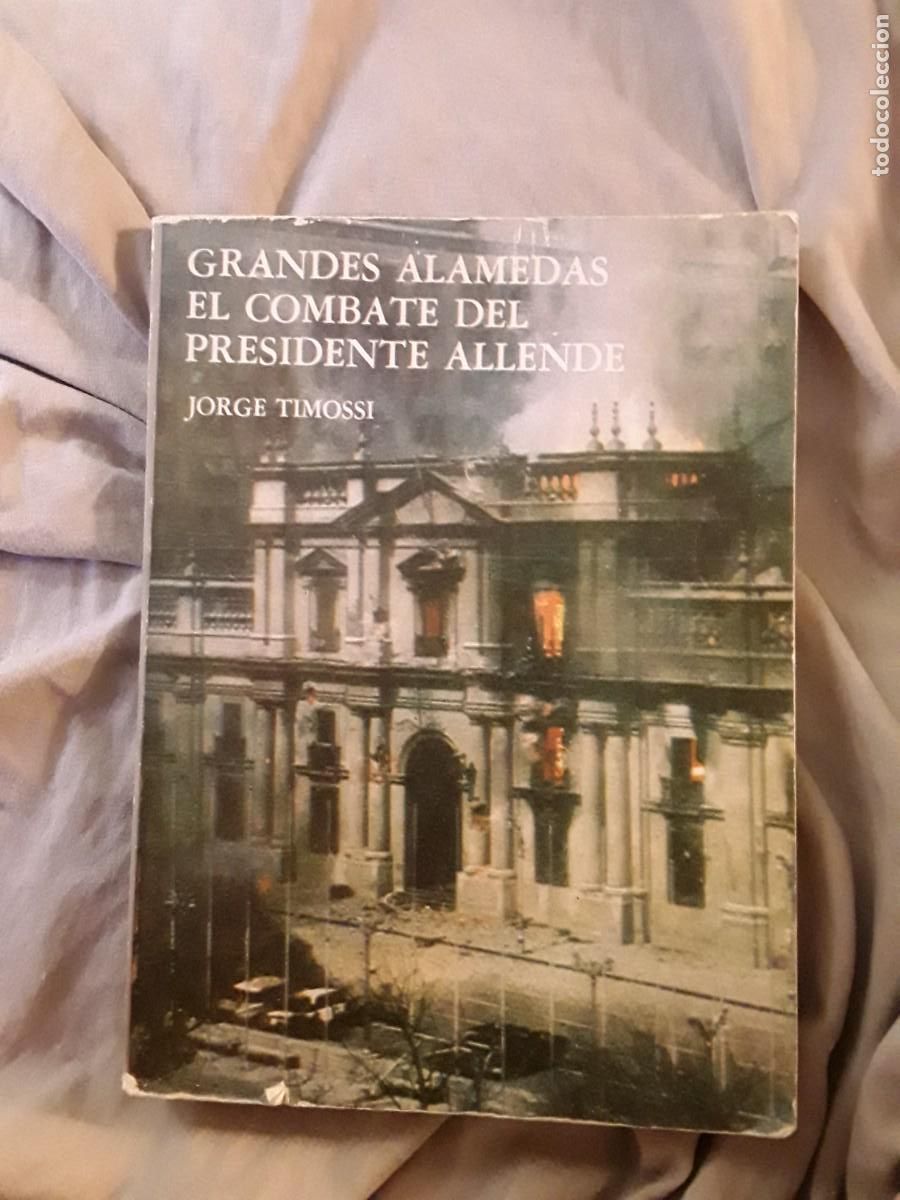 GRANDES ALAMEDAS
EL COMBATE DEL
PRESIDENTE ALLENDE
JORGE TIMOSSI
todocoleccion